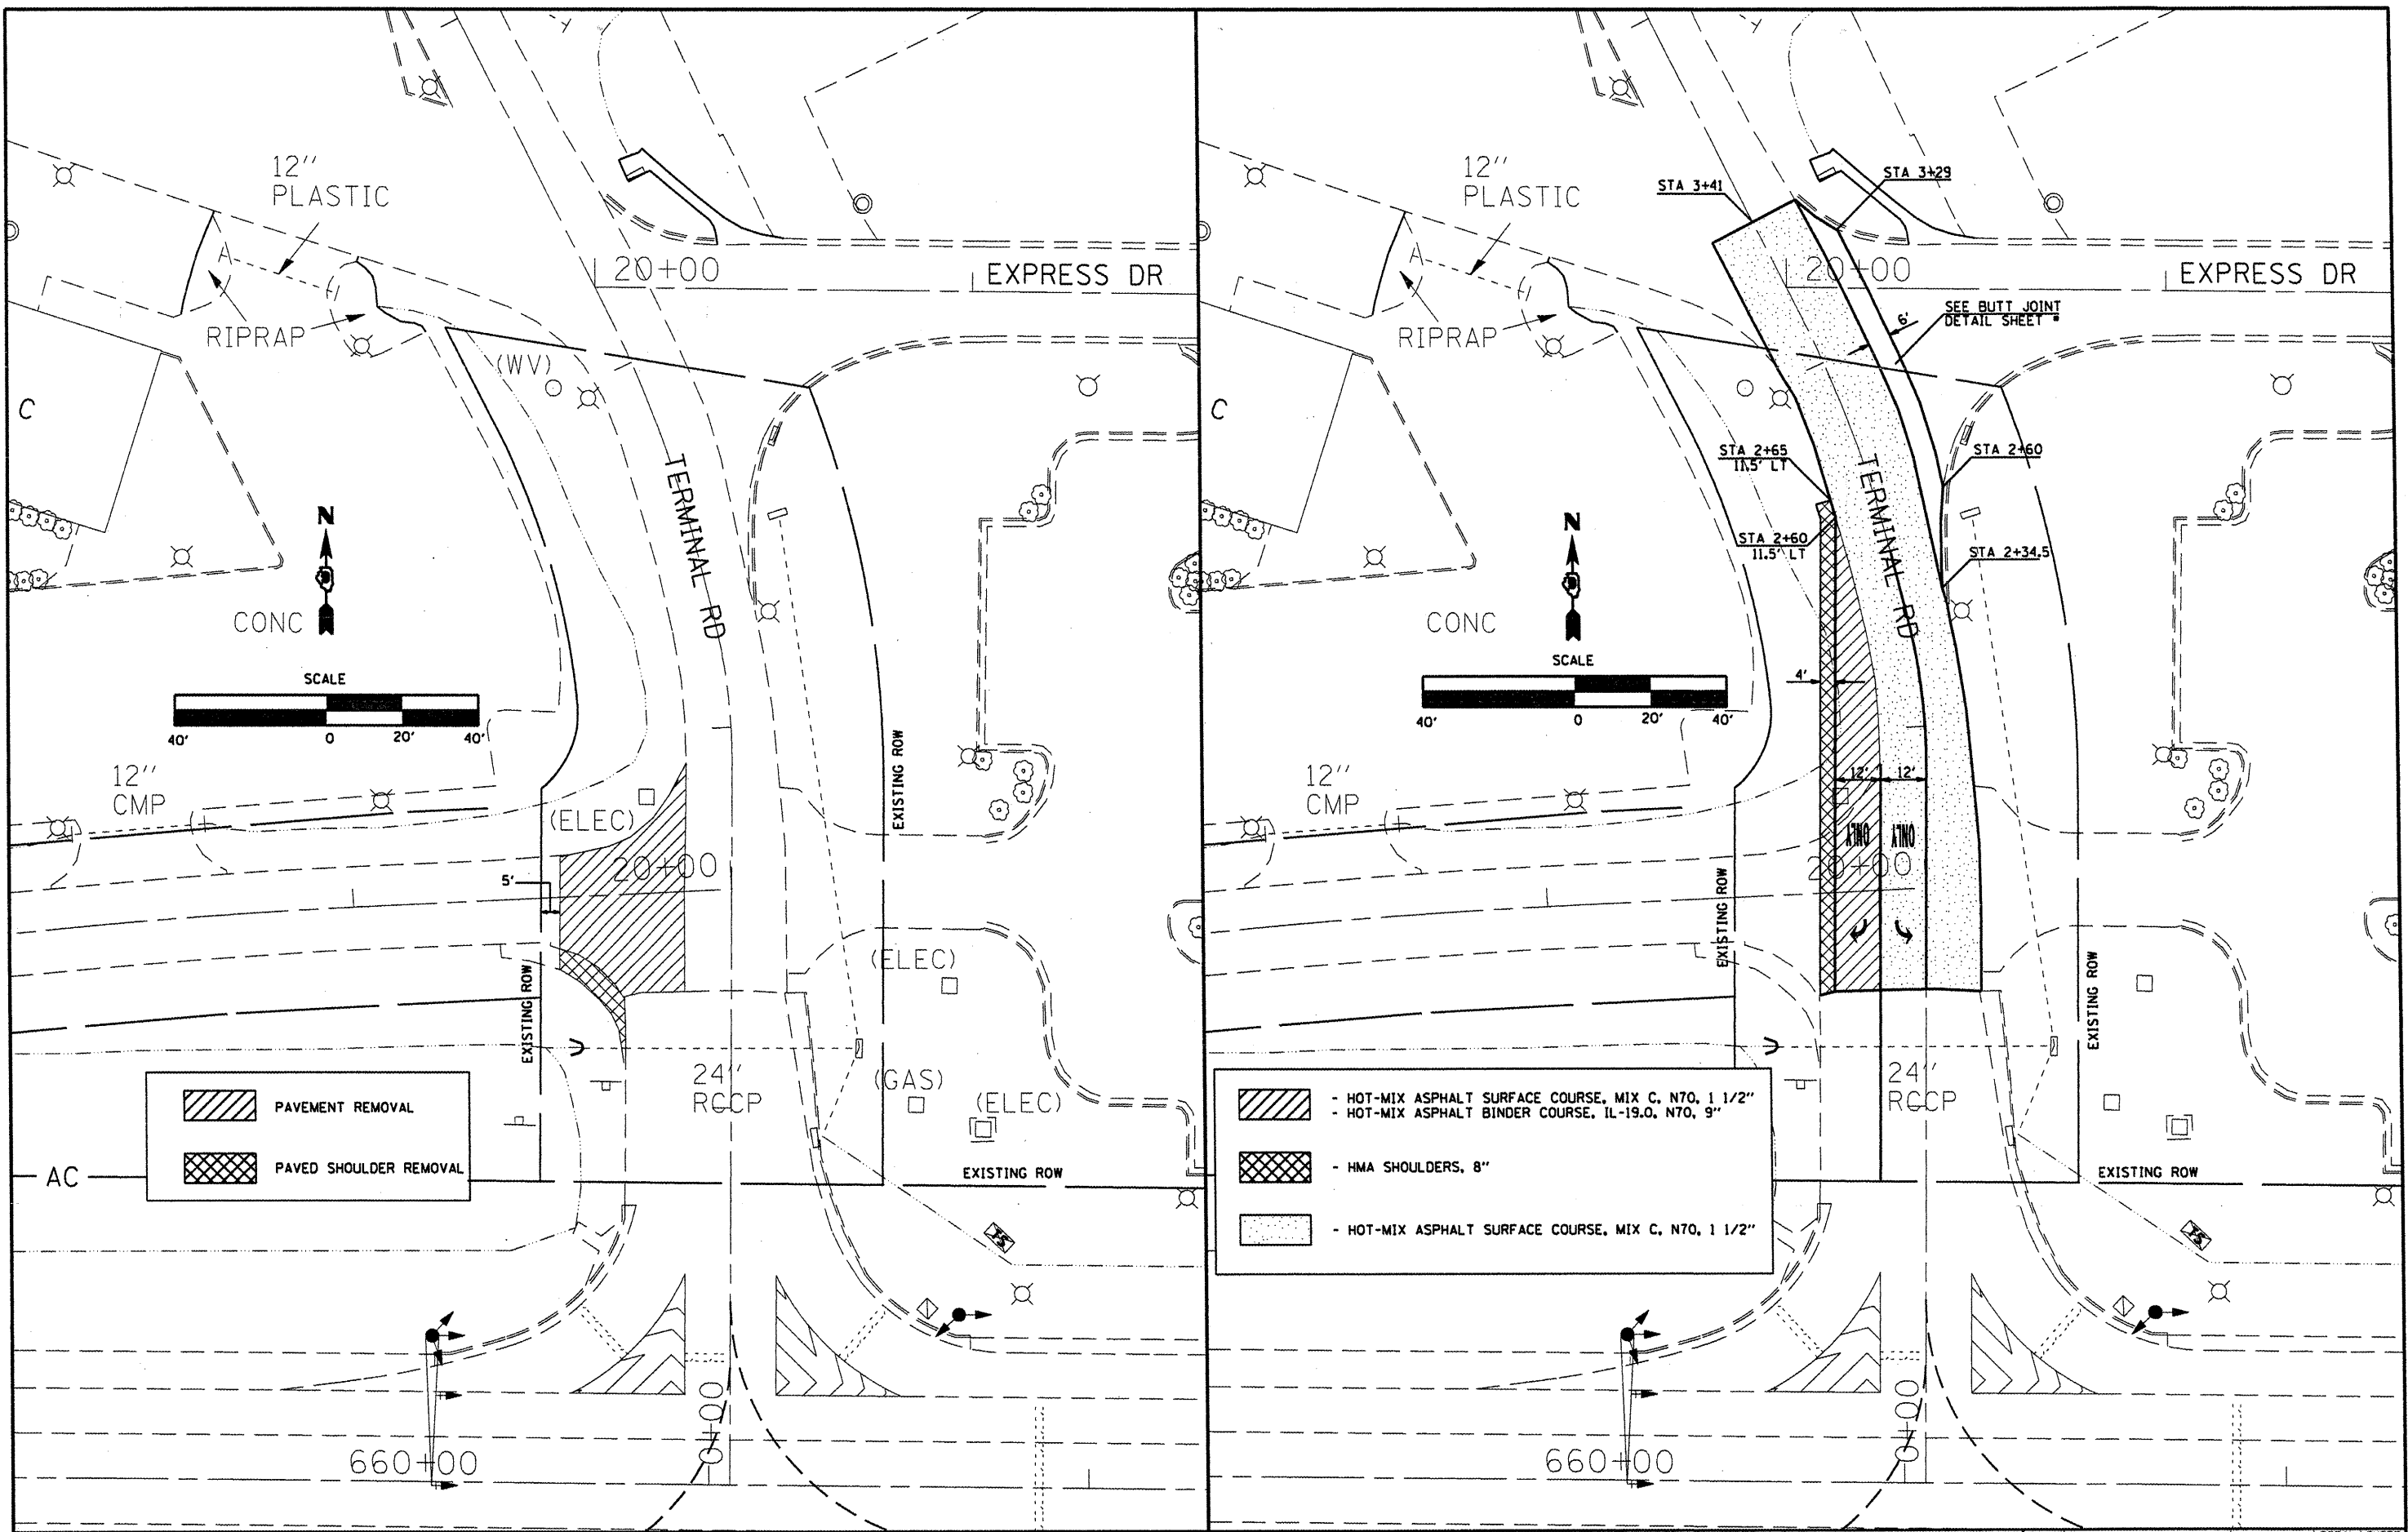 12''
PLASTIC
A
RIPRAP
20+00
EXPRESS DR
(WV)
C
TERMINAL RD
N
CONC
SCALE
40' 0 20' 40'
12''
CMP
(ELEC)
EXISTING ROW
20+00
5'
(ELEC)
EXISTING ROW
24''
RCCP
(GAS)
(ELEC)
PAVEMENT REMOVAL
PAVED SHOULDER REMOVAL
AC
EXISTING ROW
660+00
0+00
12''
PLASTIC
STA 3+41
STA 3+29
A
RIPRAP
20+00
EXPRESS DR
6'
SEE BUTT JOINT
DETAIL SHEET
C
STA 2+65
11.5' LT
STA 2+60
TERMINAL RD
N
STA 2+60
11.5' LT
STA 2+34.5
CONC
SCALE
40' 0 20' 40'
4'
12''
CMP
12' 12'
ONLY ONLY
20+00
EXISTING ROW
EXISTING ROW
24''
RCCP
- HOT-MIX ASPHALT SURFACE COURSE, MIX C, N70, 1 1/2''
- HOT-MIX ASPHALT BINDER COURSE, IL-19.0, N70, 9''
- HMA SHOULDERS, 8''
- HOT-MIX ASPHALT SURFACE COURSE, MIX C, N70, 1 1/2''
EXISTING ROW
660+00
0+00